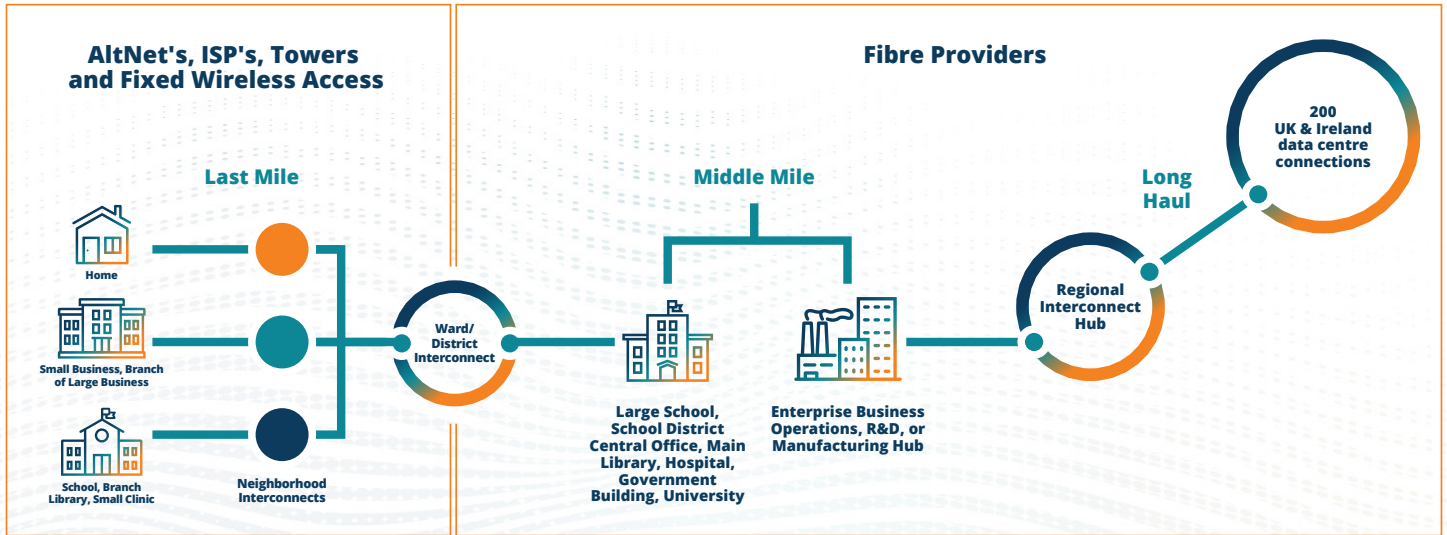 AltNet's, ISP's, Towers
and Fixed Wireless Access
Last Mile
Home
Small Business, Branch
of Large Business
School, Branch
Library, Small Clinic
Neighborhood
Interconnects
Ward/
District
Interconnect
Fibre Providers
Middle Mile
Large School,
School District
Central Office, Main
Library, Hospital,
Government
Building, University
Enterprise Business
Operations, R&D, or
Manufacturing Hub
Regional
Interconnect
Hub
Long
Haul
200
UK & Ireland
data centre
connections